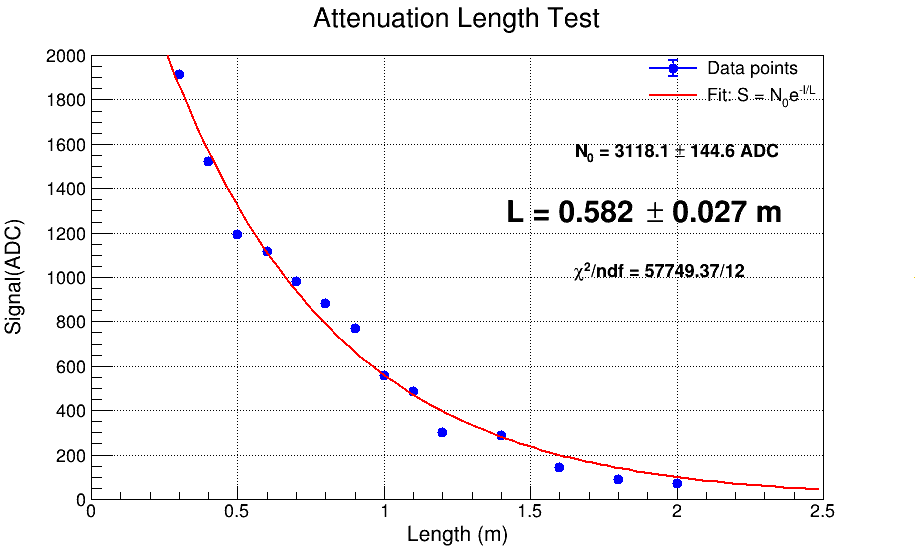 Attenuation Length Test
2000
1800
1600
1400
1200
1000
800
600
400
200
0
Signal(ADC)
Data points
Fit: S = N₀e⁻ˡ/ᴸ
N₀ = 3118.1 ± 144.6 ADC
L = 0.582 ± 0.027 m
χ²/ndf = 57749.37/12
0 0.5 1 1.5 2 2.5
Length (m)